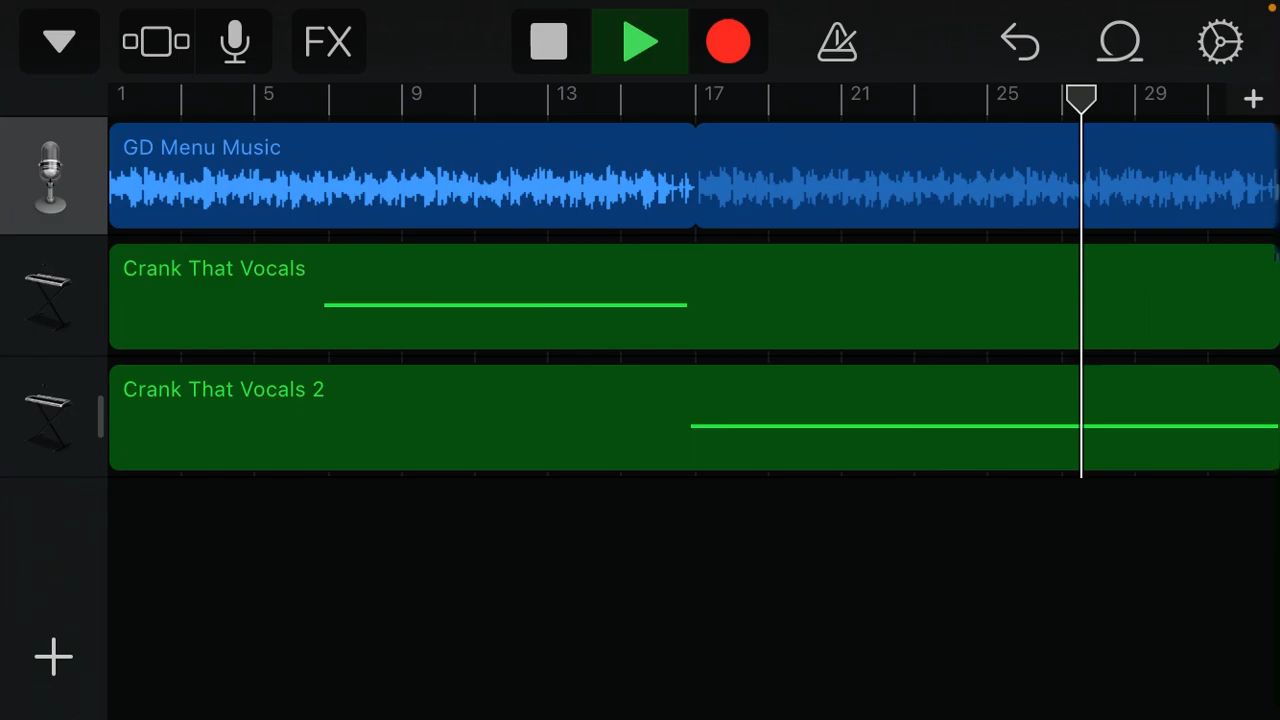 FX
1 5 9 13 17 21 25 29
GD Menu Music
Crank That Vocals
Crank That Vocals 2